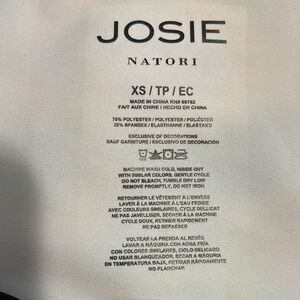 JOSIE
NATORI
XS / TP / EC
MADE IN CHINA RN# 66782
FAIT AUX CHINE / HECHO EN CHINA
78% POLYESTER / POLYESTER / POLIÉSTER
22% SPANDEX / ELASTHANNE / ELASTANO
EXCLUSIVE OF DECORATIONS
SAUF GARNITURE / EXCLUSIVO DE DECORACIÓN
MACHINE WASH COLD, INSIDE OUT
WITH SIMILAR COLORS, GENTLE CYCLE
DO NOT BLEACH, TUMBLE DRY LOW
REMOVE PROMPTLY, DO NOT IRON
RETOURNER LE VÊTEMENT À L'ENVERS
LAVER À LA MACHINE À L'EAU FROIDE
AVEC COULEURS SIMILAIRES, CYCLE DÉLICAT
NE PAS JAVELLISER, SÉCHER À LA MACHINE
CYCLE DOUX, RETIRER RAPIDEMENT
NE PAS REPASSER
VOLTEAR LA PRENDA AL REVÉS
LAVAR A MÁQUINA CON AGUA FRÍA
CON COLORES SIMILARES, CICLO DELICADO
NO USAR BLANQUEADOR, SECAR A MÁQUINA
EN TEMPERATURA BAJA, RETIRAR RÁPIDAMENTE,
NO PLANCHAR